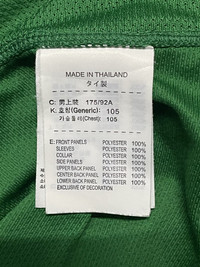 MADE IN THAILAND
タイ製
C: 男上装 175/92A
K: 호칭(Generic): 105
가슴둘레(Chest): 105
E: FRONT PANELS POLYESTER 100%
SLEEVES POLYESTER 100%
COLLAR POLYESTER 100%
SIDE PANELS POLYESTER 100%
UPPER BACK PANEL POLYESTER 100%
CENTER BACK PANEL POLYESTER 100%
LOWER BACK PANEL POLYESTER 100%
EXCLUSIVE OF DECORATION